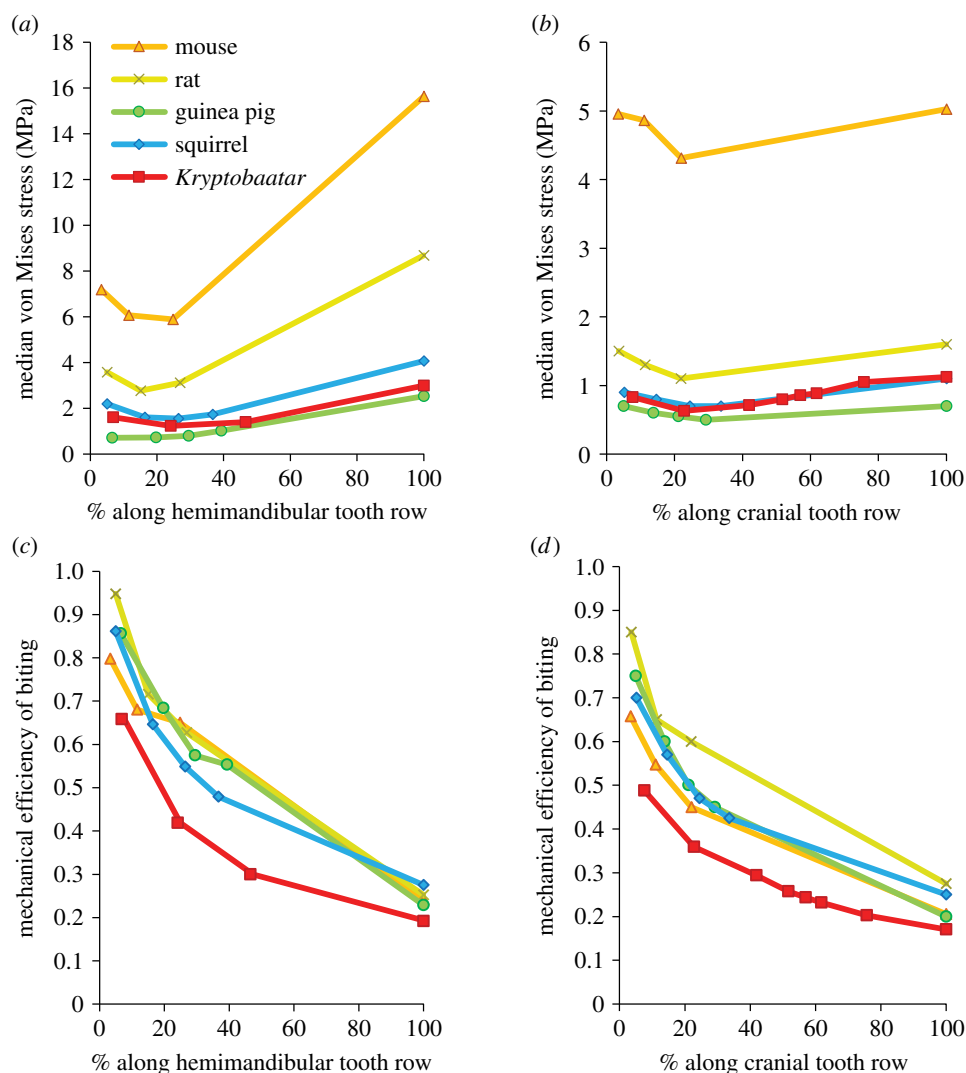 (a)
18
16
14
12
10
8
6
4
2
0
median von Mises stress (MPa)
mouse
rat
guinea pig
squirrel
Kryptobaatar
0 20 40 60 80 100
% along hemimandibular tooth row
(b)
6
5
4
3
2
1
0
median von Mises stress (MPa)
0 20 40 60 80 100
% along cranial tooth row
(c)
1.0
0.9
0.8
0.7
0.6
0.5
0.4
0.3
0.2
0.1
0
mechanical efficiency of biting
0 20 40 60 80 100
% along hemimandibular tooth row
(d)
1.0
0.9
0.8
0.7
0.6
0.5
0.4
0.3
0.2
0.1
0
mechanical efficiency of biting
0 20 40 60 80 100
% along cranial tooth row